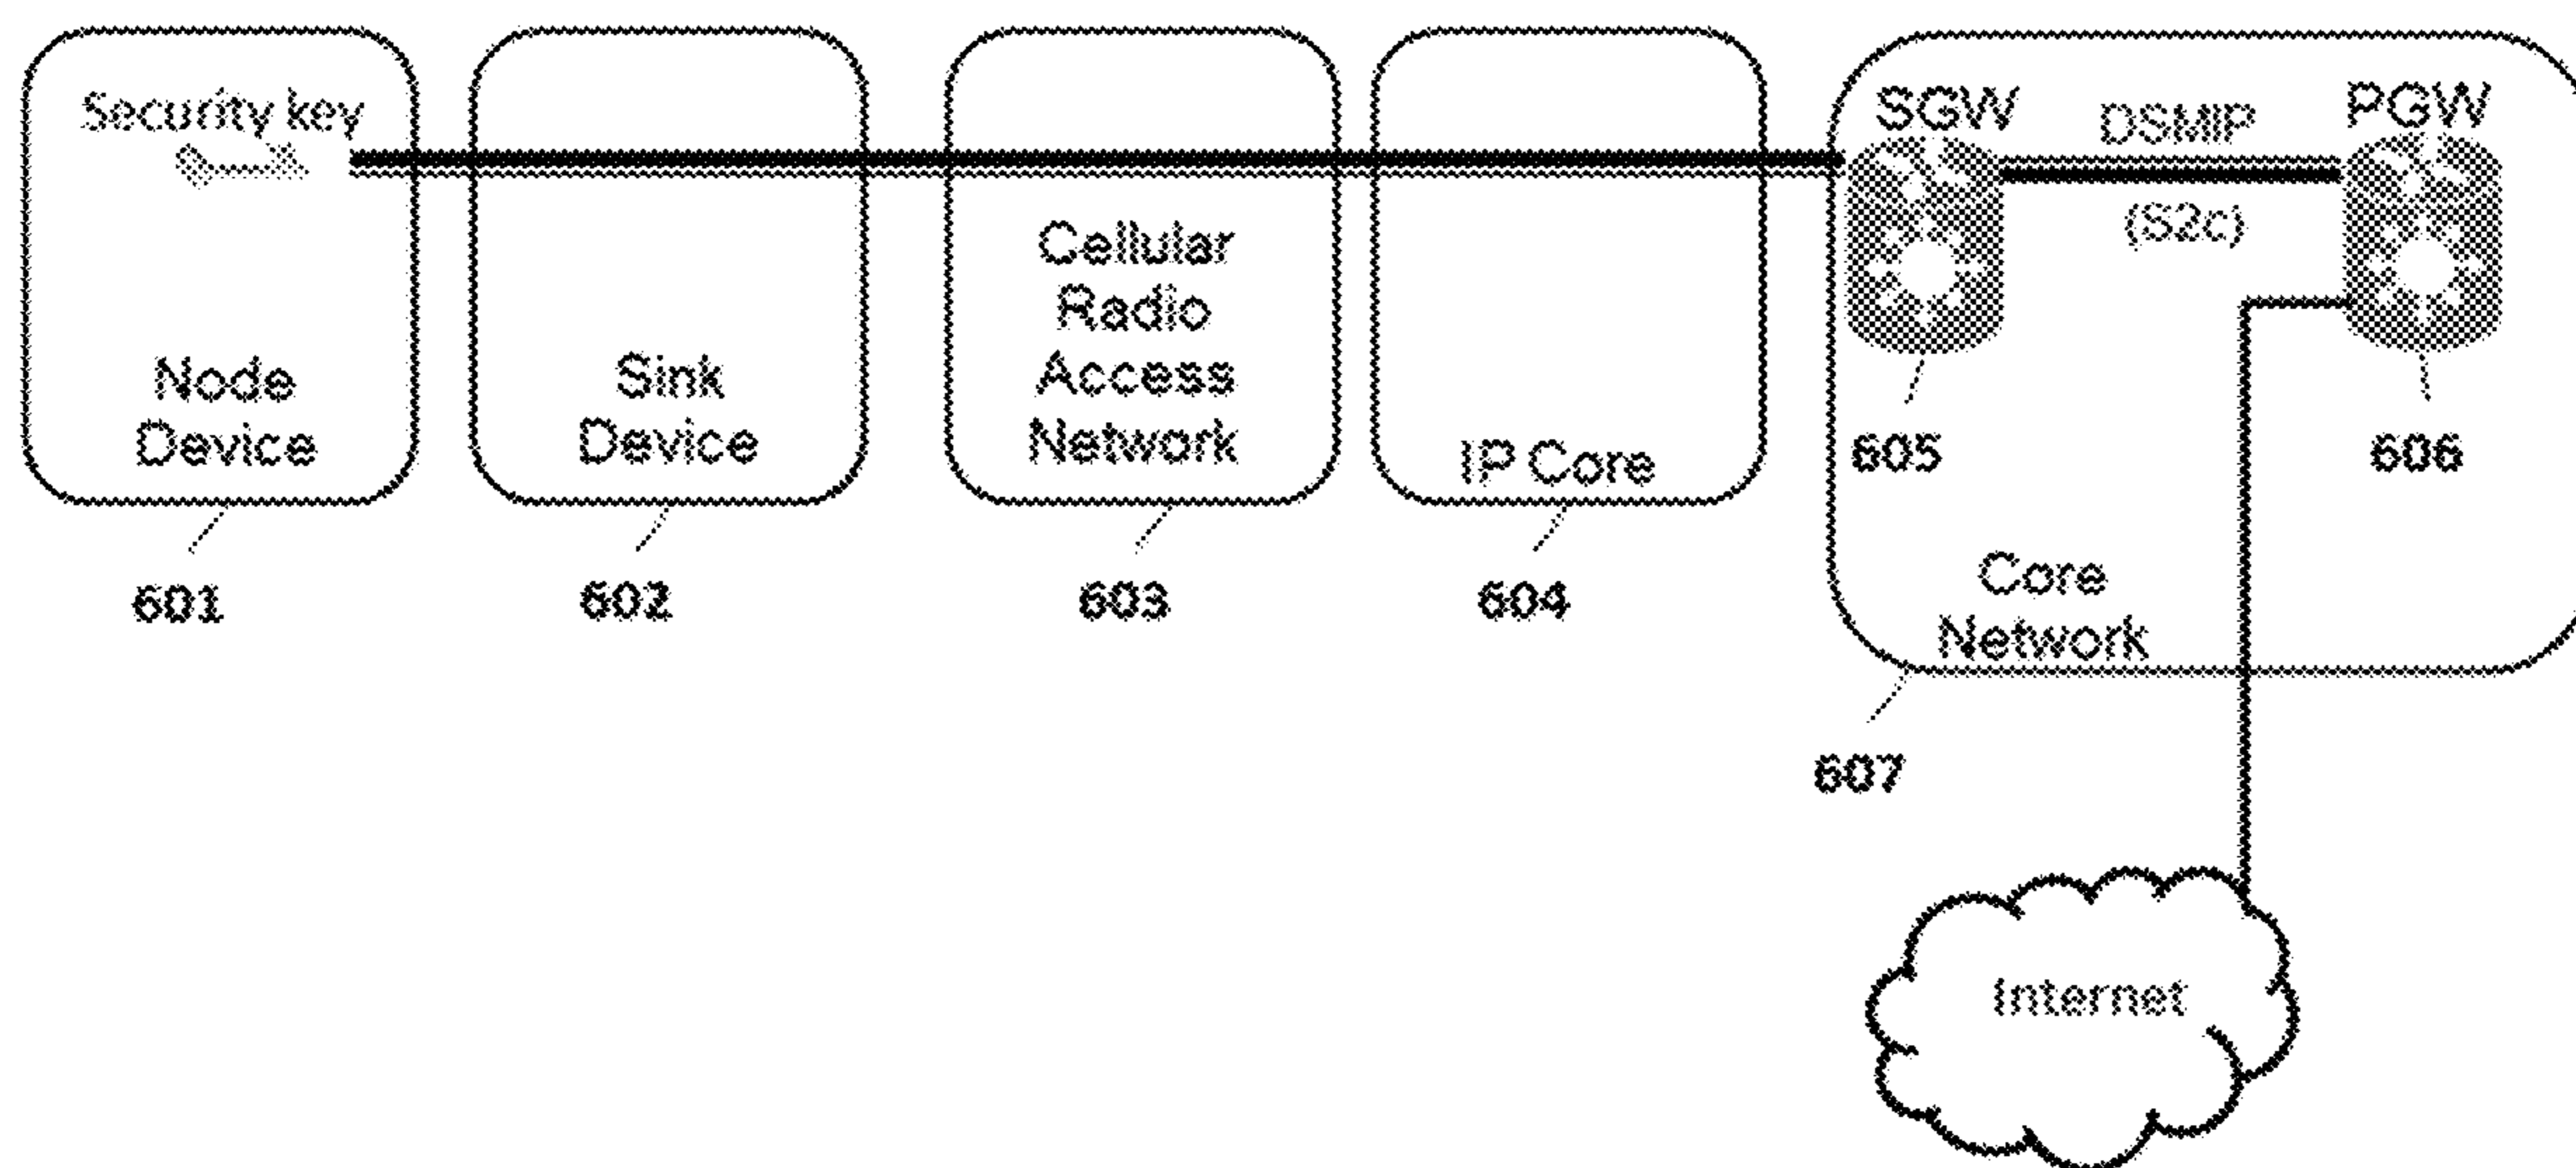 Security key
Node
Device
601
Sink
Device
602
Cellular
Radio
Access
Network
603
IP Core
604
SGW
DSMIP
(S2c)
PGW
605
606
Core
Network
607
Internet